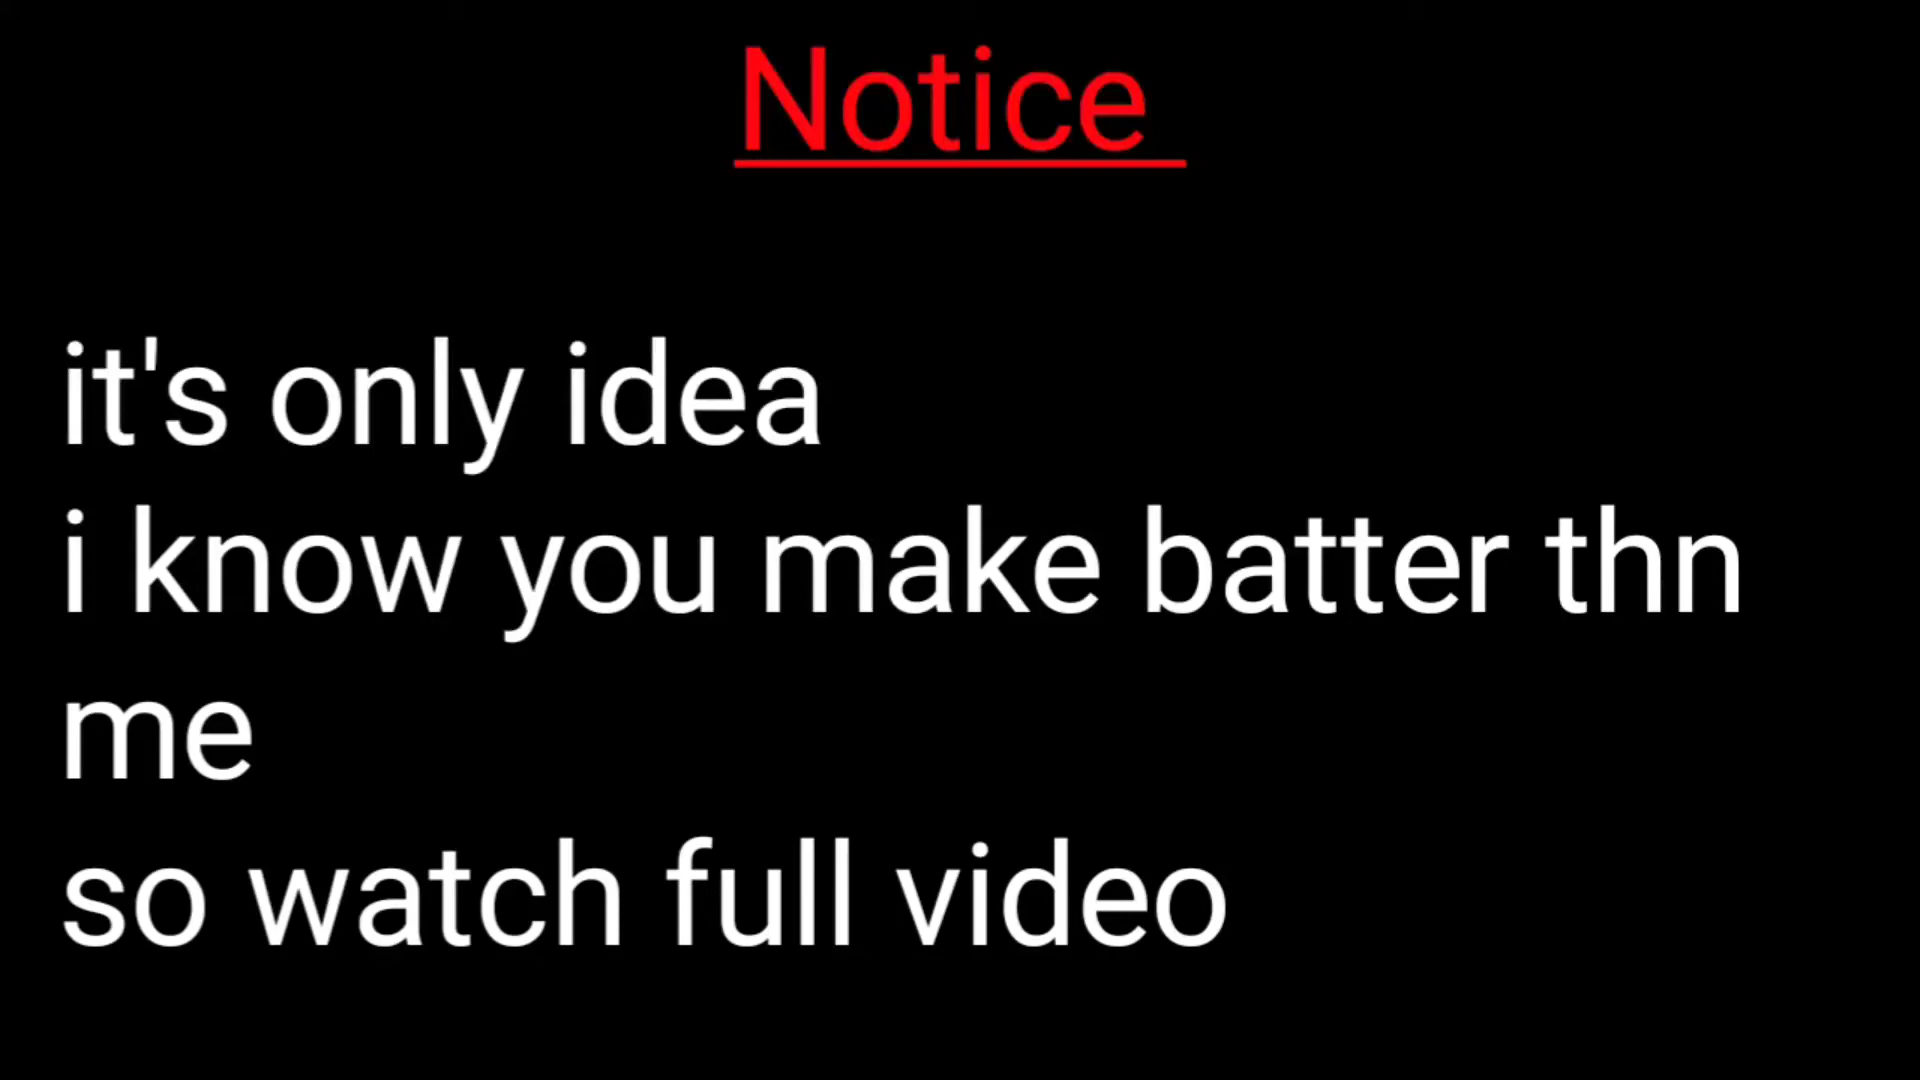 Notice
it's only idea
i know you make batter thn
me
so watch full video